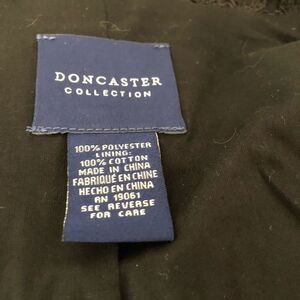 DONCASTER
COLLECTION
100% POLYESTER
LINING:
100% COTTON
MADE IN CHINA
FABRIQUÉ EN CHINE
HECHO EN CHINA
RN 19061
SEE REVERSE
FOR CARE